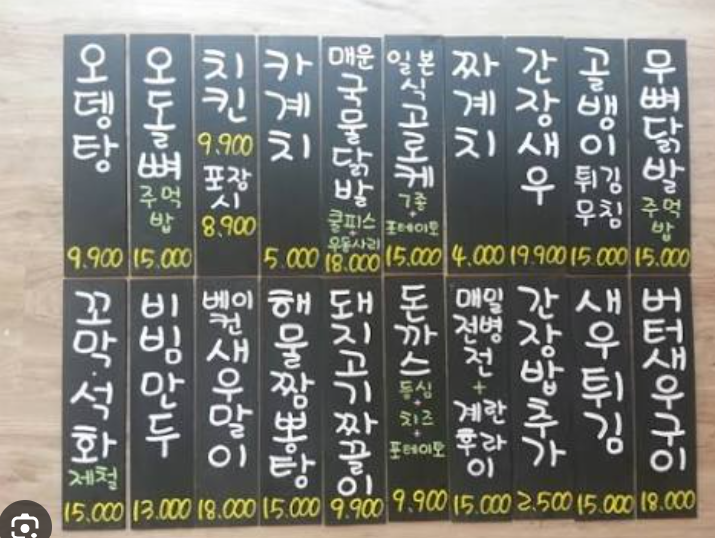 오뎅탕
9.900
오돌뼈
주먹밥
15.000
치킨
9.900
포장시
8.900
카게치
5.000
매운국물닭발
쿨피스
+
우동사리
18.000
일본식고로케
7종
+
포테이토
15.000
짜계치
4.000
간장새우
19.900
골뱅이튀김무침
15.000
무뼈닭발
주먹밥
15.000
꼬막·석화
제철
15.000
비빔만두
13.000
베이컨새우말이
18.000
해물짬뽕탕
15.000
돼지고기짜글이
9.900
돈까스
등심
+
치즈
+
포테이토
9.900
매밀전병전
+
계란후라이
15.000
간장밥추가
2.500
새우튀김
15.000
버터새우구이
18.000